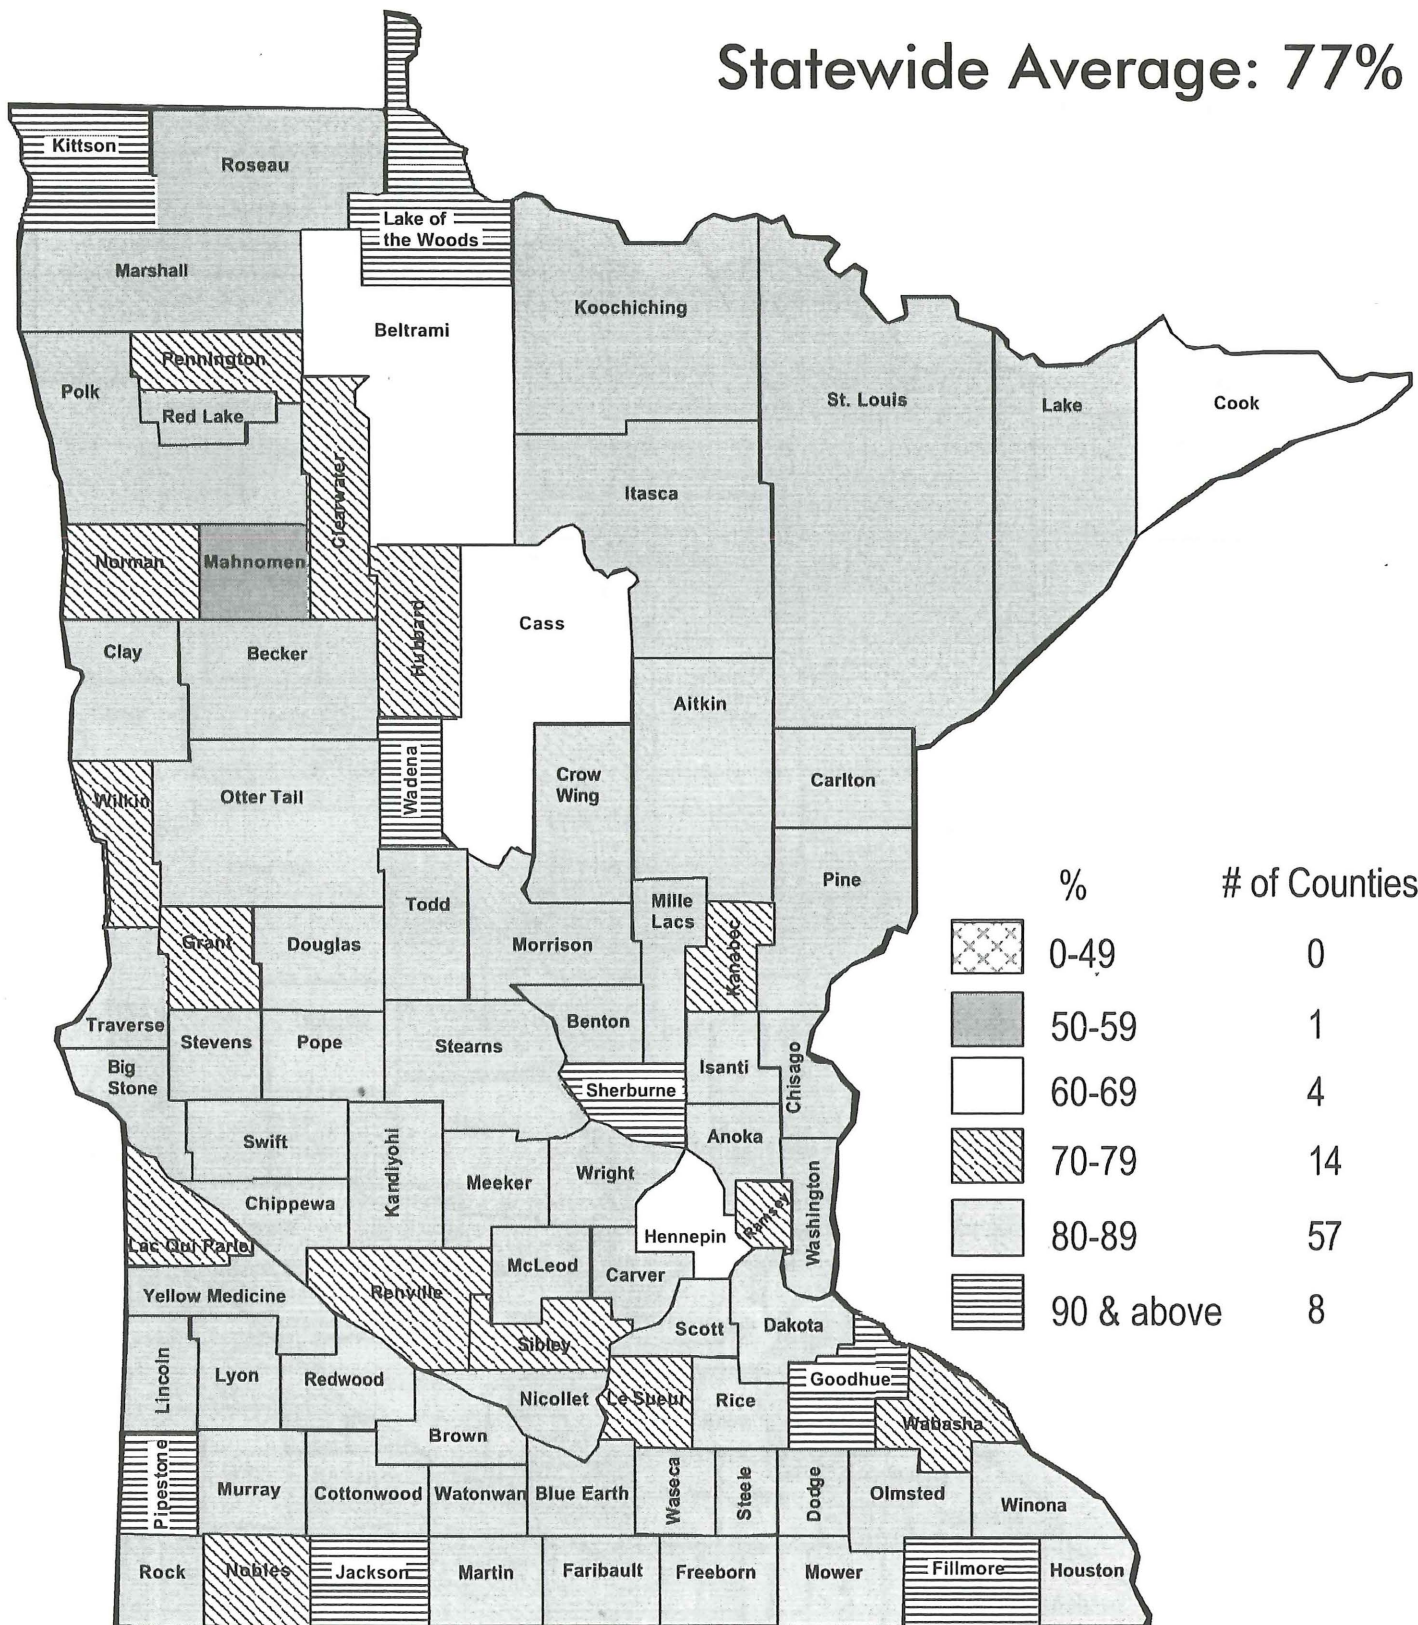 Statewide Average: 77%
Kittson
Roseau
Lake of
the Woods
Marshall
Beltrami
Koochiching
Pennington
Polk
Red Lake
St. Louis
Lake
Cook
Clearwater
Itasca
Norman
Mahnomen
Hubbard
Cass
Clay
Becker
Aitkin
Wadena
Crow
Wing
Carlton
Wilkin
Otter Tail
Pine
Todd
Mille
Lacs
Grant
Douglas
Morrison
Kanabec
Traverse
Stevens
Pope
Stearns
Benton
Big
Stone
Isanti
Chisago
Sherburne
Swift
Kandiyohi
Anoka
Meeker
Wright
Washington
Chippewa
Ramsey
Hennepin
Lac Qui Parle
McLeod
Carver
Yellow Medicine
Renville
Scott
Dakota
Sibley
Lincoln
Lyon
Redwood
Nicollet
Le Sueur
Rice
Goodhue
Wabasha
Brown
Pipestone
Murray
Cottonwood
Watonwan
Blue Earth
Waseca
Steele
Dodge
Olmsted
Winona
Rock
Nobles
Jackson
Martin
Faribault
Freeborn
Mower
Fillmore
Houston
% # of Counties
0-49 0
50-59 1
60-69 4
70-79 14
80-89 57
90 & above 8